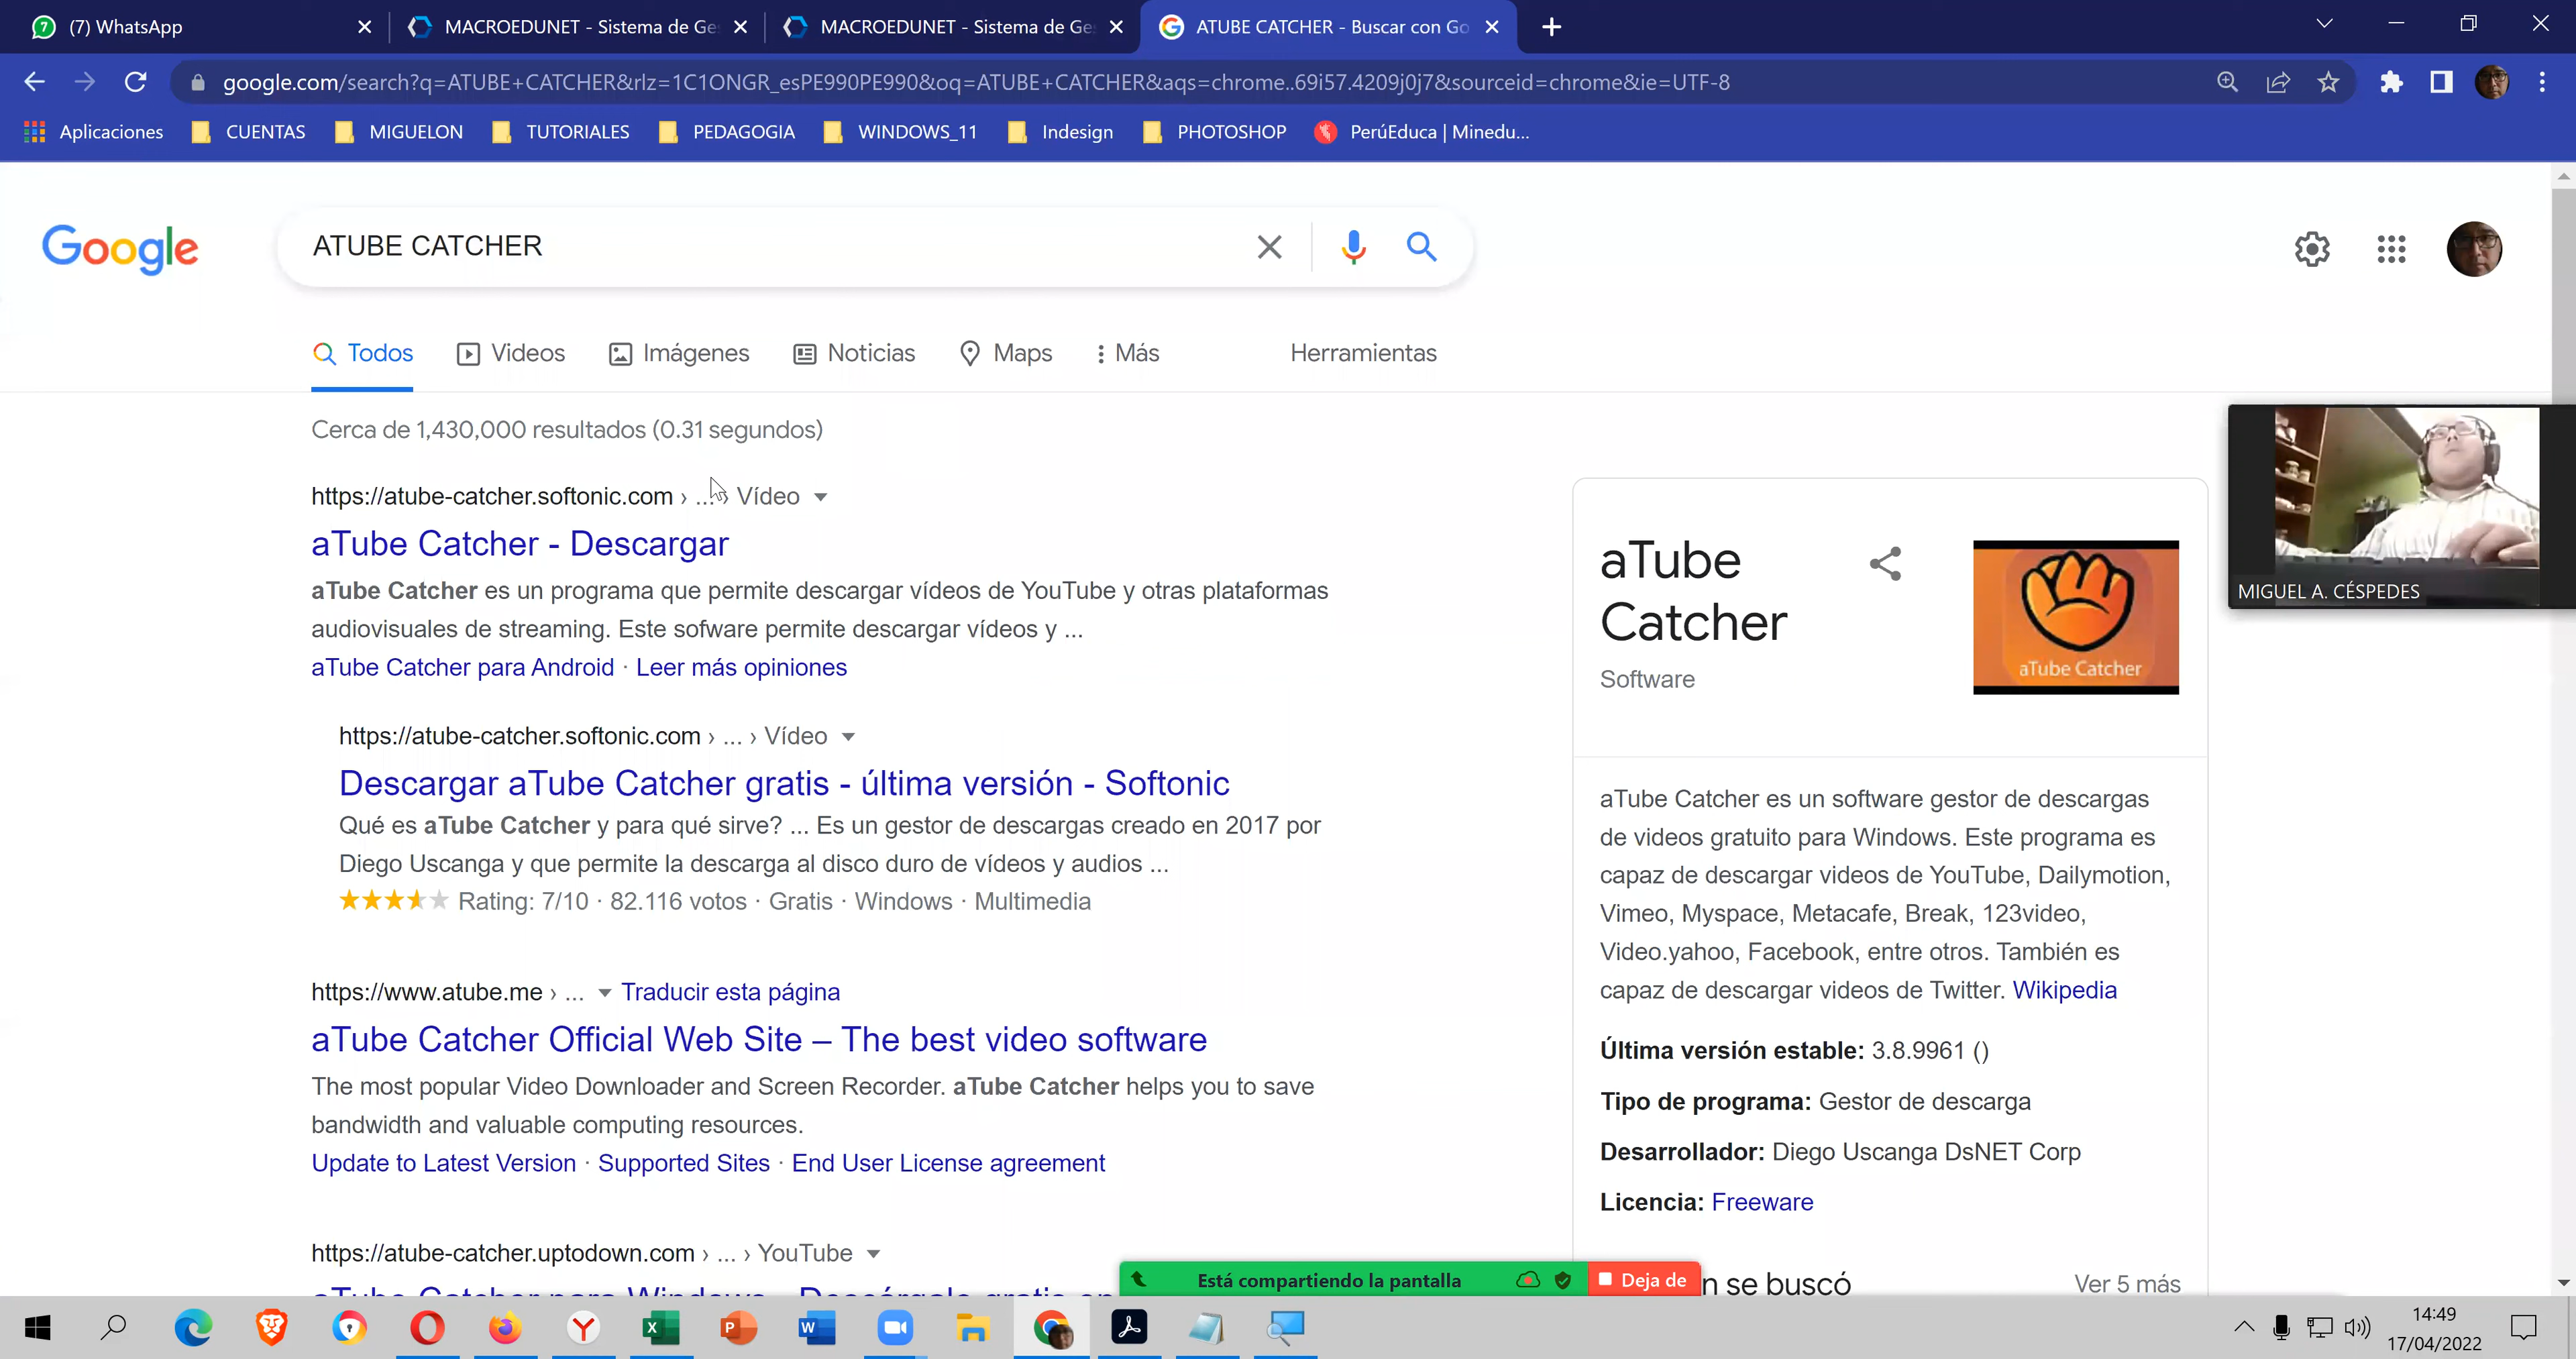 7 (7) WhatsApp
MACROEDUNET - Sistema de Ge
MACROEDUNET - Sistema de Ge
ATUBE CATCHER - Buscar con Go
google.com/search?q=ATUBE+CATCHER&rlz=1C1ONGR_esPE990PE990&oq=ATUBE+CATCHER&aqs=chrome..69i57.4209j0j7&sourceid=chrome&ie=UTF-8
Aplicaciones CUENTAS MIGUELON TUTORIALES PEDAGOGIA WINDOWS_11 Indesign PHOTOSHOP PerúEduca | Minedu...
Google
ATUBE CATCHER
Todos Videos Imágenes Noticias Maps Más Herramientas
Cerca de 1,430,000 resultados (0.31 segundos)
https://atube-catcher.softonic.com › ... › Vídeo
aTube Catcher - Descargar
aTube Catcher es un programa que permite descargar vídeos de YouTube y otras plataformas
audiovisuales de streaming. Este sofware permite descargar vídeos y ...
aTube Catcher para Android · Leer más opiniones
https://atube-catcher.softonic.com › ... › Vídeo
Descargar aTube Catcher gratis - última versión - Softonic
Qué es aTube Catcher y para qué sirve? ... Es un gestor de descargas creado en 2017 por
Diego Uscanga y que permite la descarga al disco duro de vídeos y audios ...
Rating: 7/10 · 82.116 votos · Gratis · Windows · Multimedia
https://www.atube.me › ... Traducir esta página
aTube Catcher Official Web Site – The best video software
The most popular Video Downloader and Screen Recorder. aTube Catcher helps you to save
bandwidth and valuable computing resources.
Update to Latest Version · Supported Sites · End User License agreement
https://atube-catcher.uptodown.com › ... › YouTube
aTube Catcher para Windows - Descárgalo gratis en
aTube
Catcher
Software
aTube Catcher
aTube Catcher es un software gestor de descargas
de videos gratuito para Windows. Este programa es
capaz de descargar videos de YouTube, Dailymotion,
Vimeo, Myspace, Metacafe, Break, 123video,
Video.yahoo, Facebook, entre otros. También es
capaz de descargar videos de Twitter. Wikipedia
Última versión estable: 3.8.9961 ()
Tipo de programa: Gestor de descarga
Desarrollador: Diego Uscanga DsNET Corp
Licencia: Freeware
n se buscó Ver 5 más
MIGUEL A. CÉSPEDES
Está compartiendo la pantalla Deja de
14:49
17/04/2022